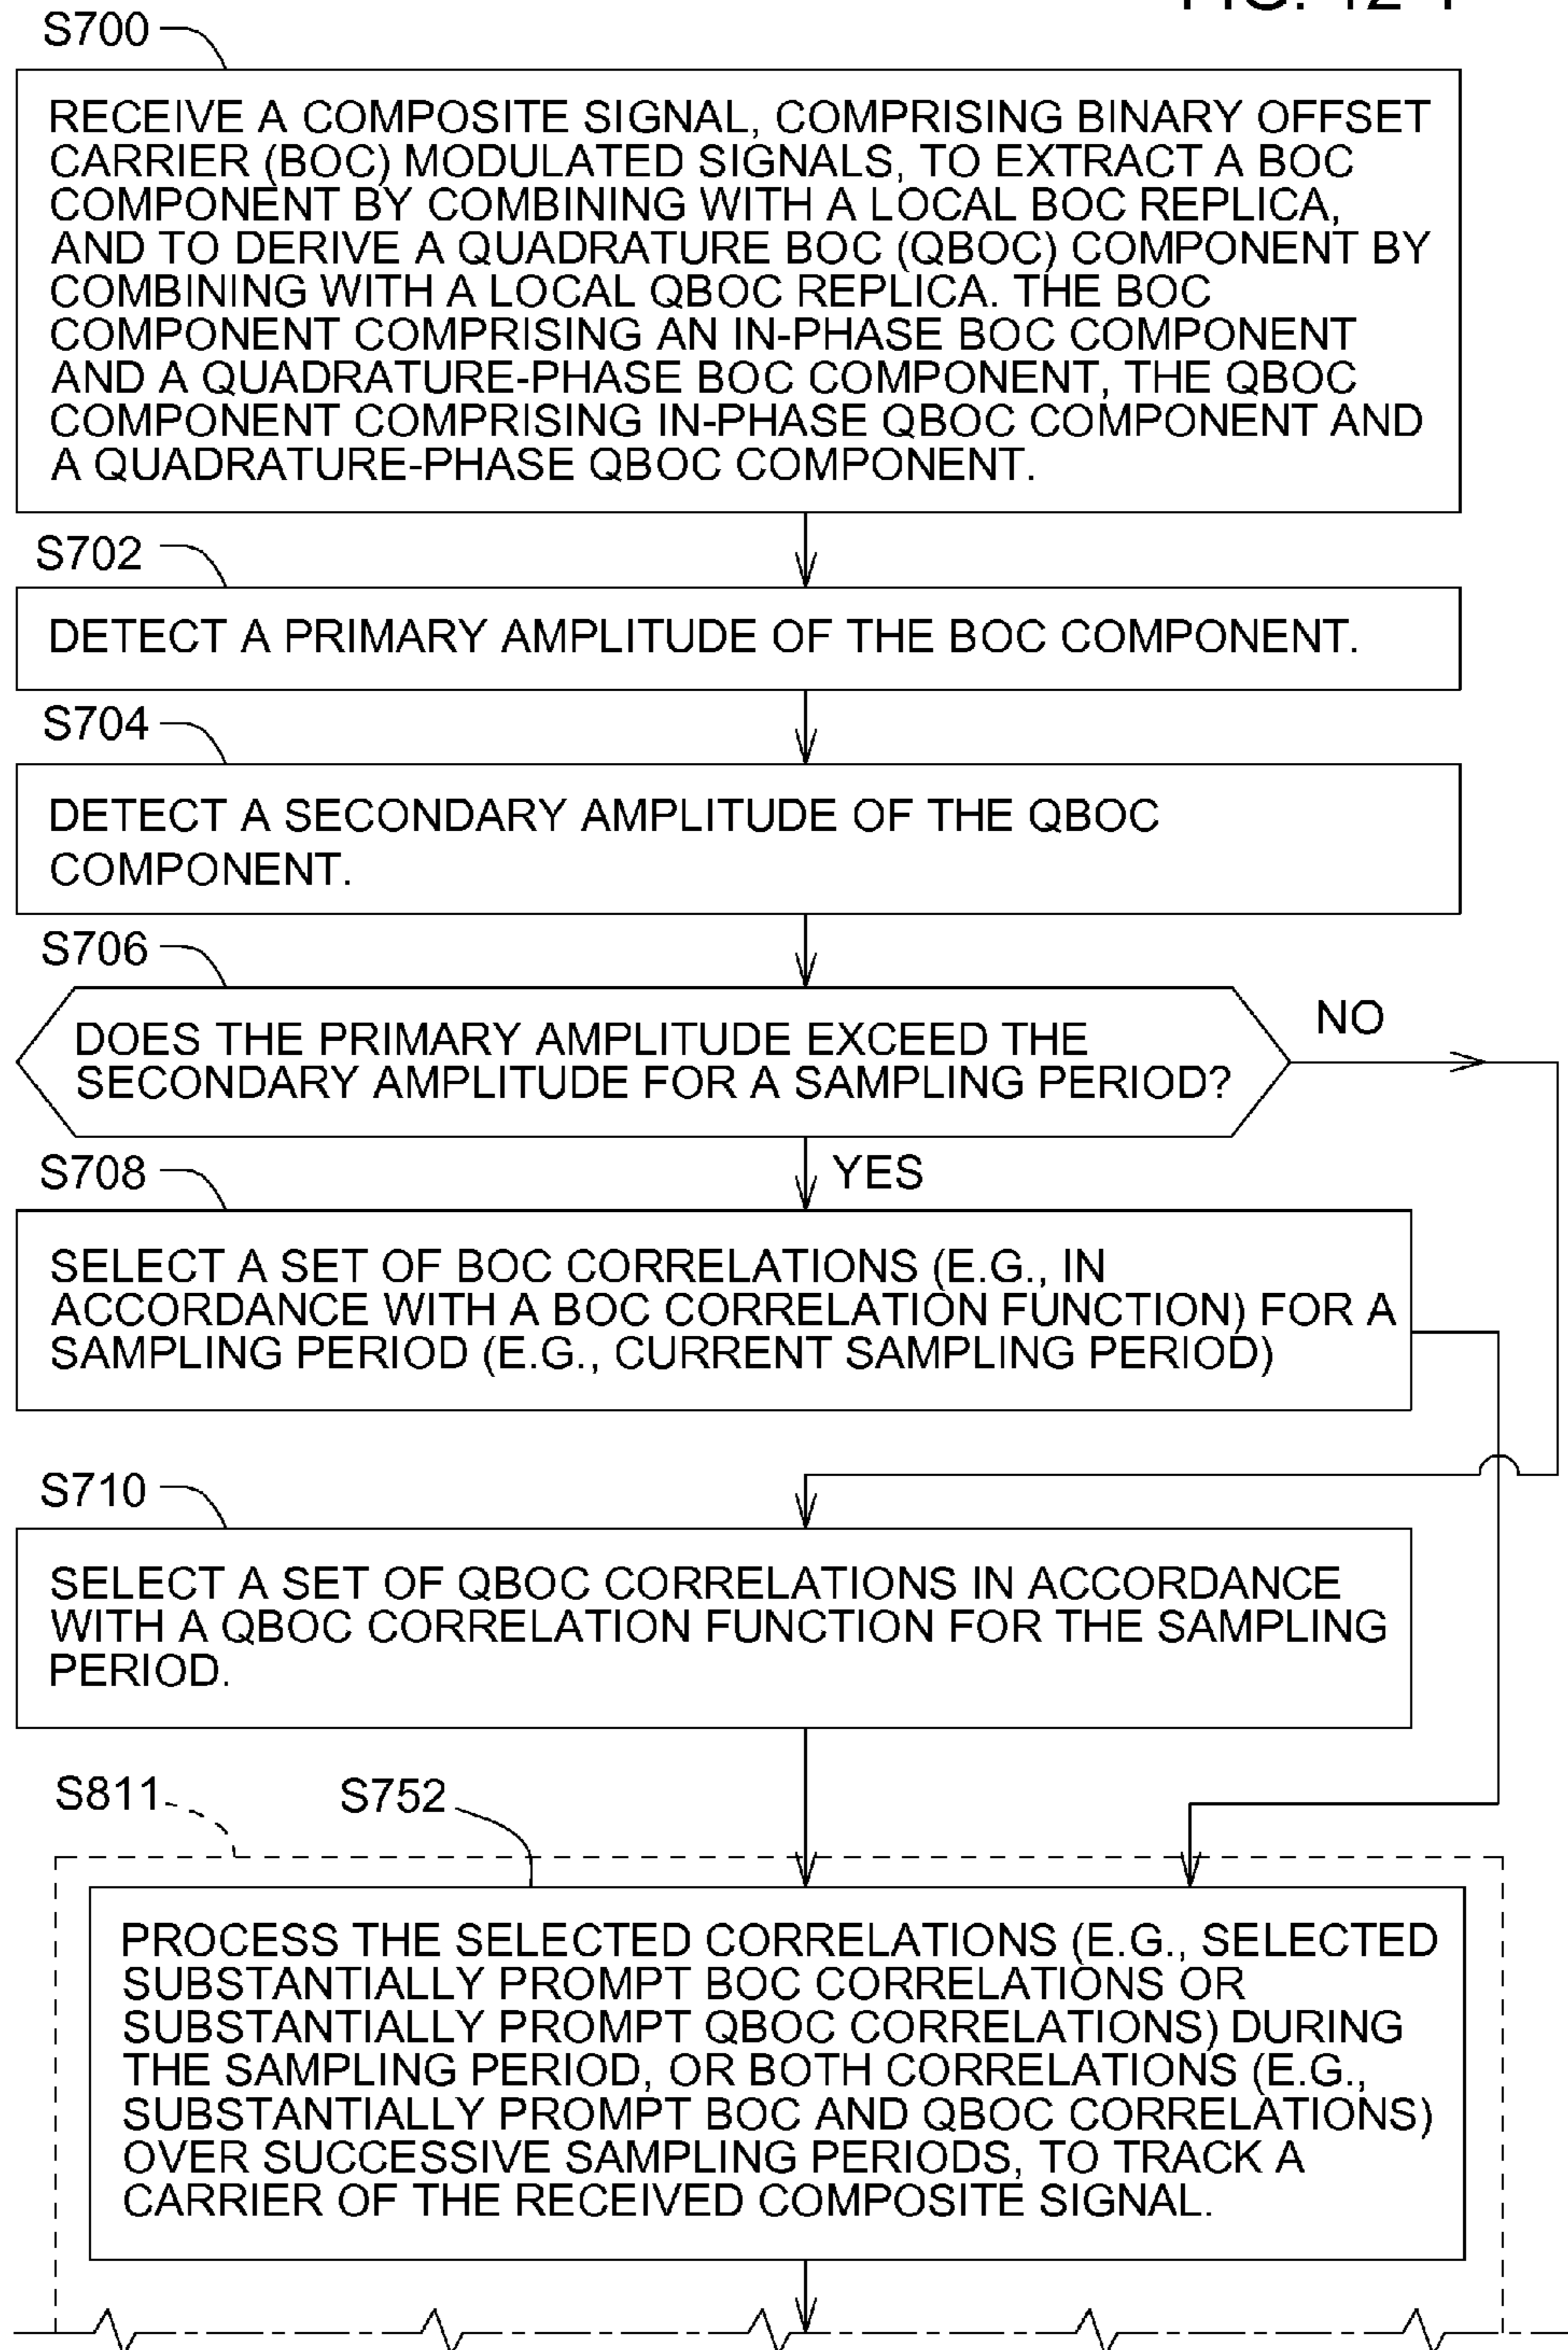 S700
RECEIVE A COMPOSITE SIGNAL, COMPRISING BINARY OFFSET
CARRIER (BOC) MODULATED SIGNALS, TO EXTRACT A BOC
COMPONENT BY COMBINING WITH A LOCAL BOC REPLICA,
AND TO DERIVE A QUADRATURE BOC (QBOC) COMPONENT BY
COMBINING WITH A LOCAL QBOC REPLICA. THE BOC
COMPONENT COMPRISING AN IN-PHASE BOC COMPONENT
AND A QUADRATURE-PHASE BOC COMPONENT, THE QBOC
COMPONENT COMPRISING IN-PHASE QBOC COMPONENT AND
A QUADRATURE-PHASE QBOC COMPONENT.
S702
DETECT A PRIMARY AMPLITUDE OF THE BOC COMPONENT.
S704
DETECT A SECONDARY AMPLITUDE OF THE QBOC
COMPONENT.
S706
DOES THE PRIMARY AMPLITUDE EXCEED THE
SECONDARY AMPLITUDE FOR A SAMPLING PERIOD?
NO
YES
S708
SELECT A SET OF BOC CORRELATIONS (E.G., IN
ACCORDANCE WITH A BOC CORRELATION FUNCTION) FOR A
SAMPLING PERIOD (E.G., CURRENT SAMPLING PERIOD)
S710
SELECT A SET OF QBOC CORRELATIONS IN ACCORDANCE
WITH A QBOC CORRELATION FUNCTION FOR THE SAMPLING
PERIOD.
S811
S752
PROCESS THE SELECTED CORRELATIONS (E.G., SELECTED
SUBSTANTIALLY PROMPT BOC CORRELATIONS OR
SUBSTANTIALLY PROMPT QBOC CORRELATIONS) DURING
THE SAMPLING PERIOD, OR BOTH CORRELATIONS (E.G.,
SUBSTANTIALLY PROMPT BOC AND QBOC CORRELATIONS)
OVER SUCCESSIVE SAMPLING PERIODS, TO TRACK A
CARRIER OF THE RECEIVED COMPOSITE SIGNAL.